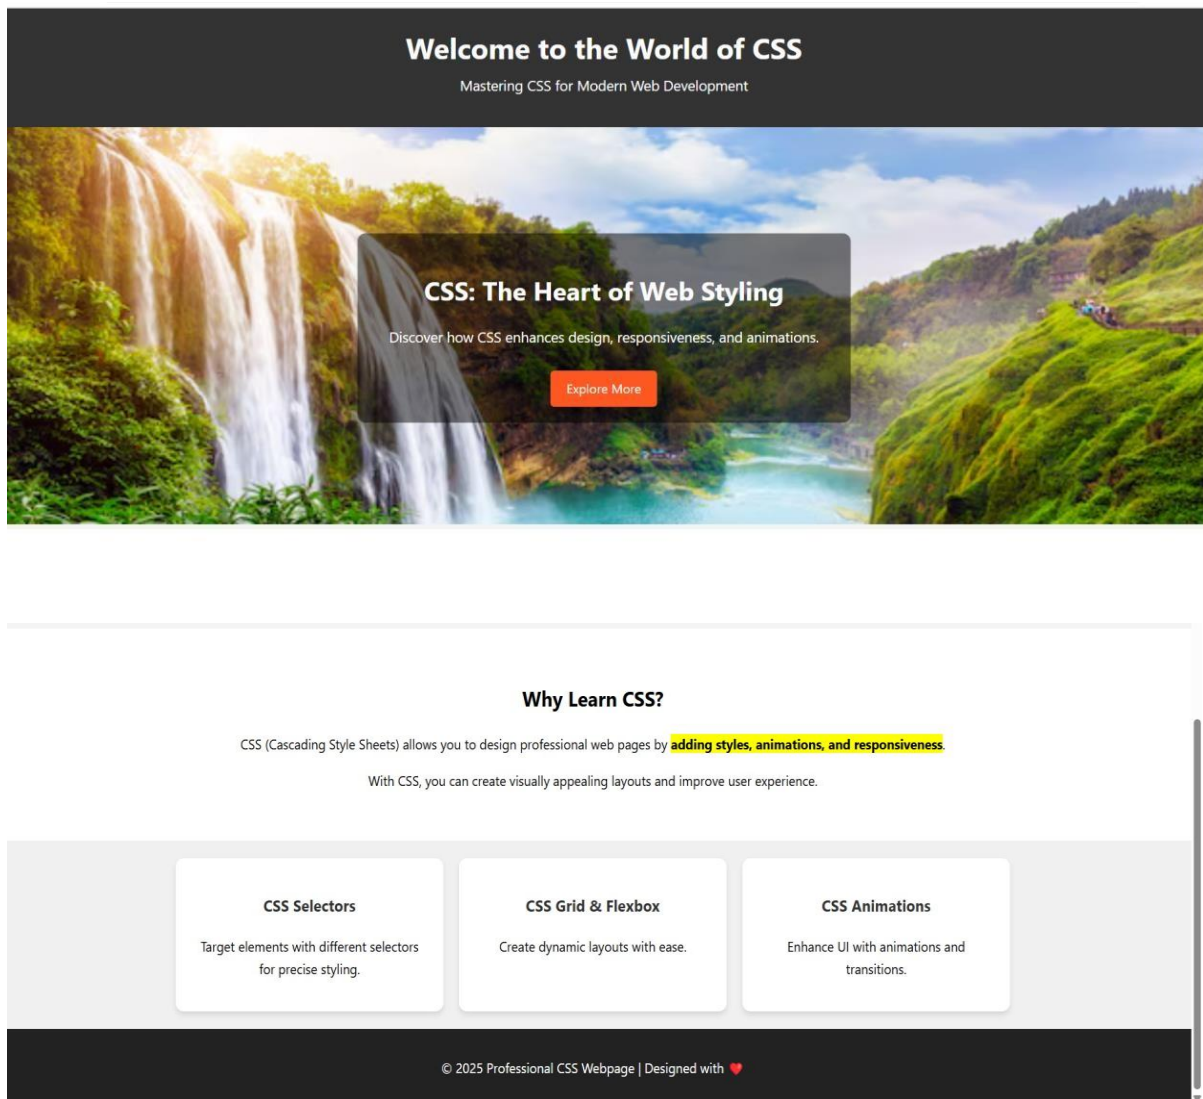 Welcome to the World of CSS
Mastering CSS for Modern Web Development
CSS: The Heart of Web Styling
Discover how CSS enhances design, responsiveness, and animations.
Explore More
Why Learn CSS?
CSS (Cascading Style Sheets) allows you to design professional web pages by adding styles, animations, and responsiveness.
With CSS, you can create visually appealing layouts and improve user experience.
CSS Selectors
Target elements with different selectors
for precise styling.
CSS Grid & Flexbox
Create dynamic layouts with ease.
CSS Animations
Enhance UI with animations and
transitions.
© 2025 Professional CSS Webpage | Designed with ❤️